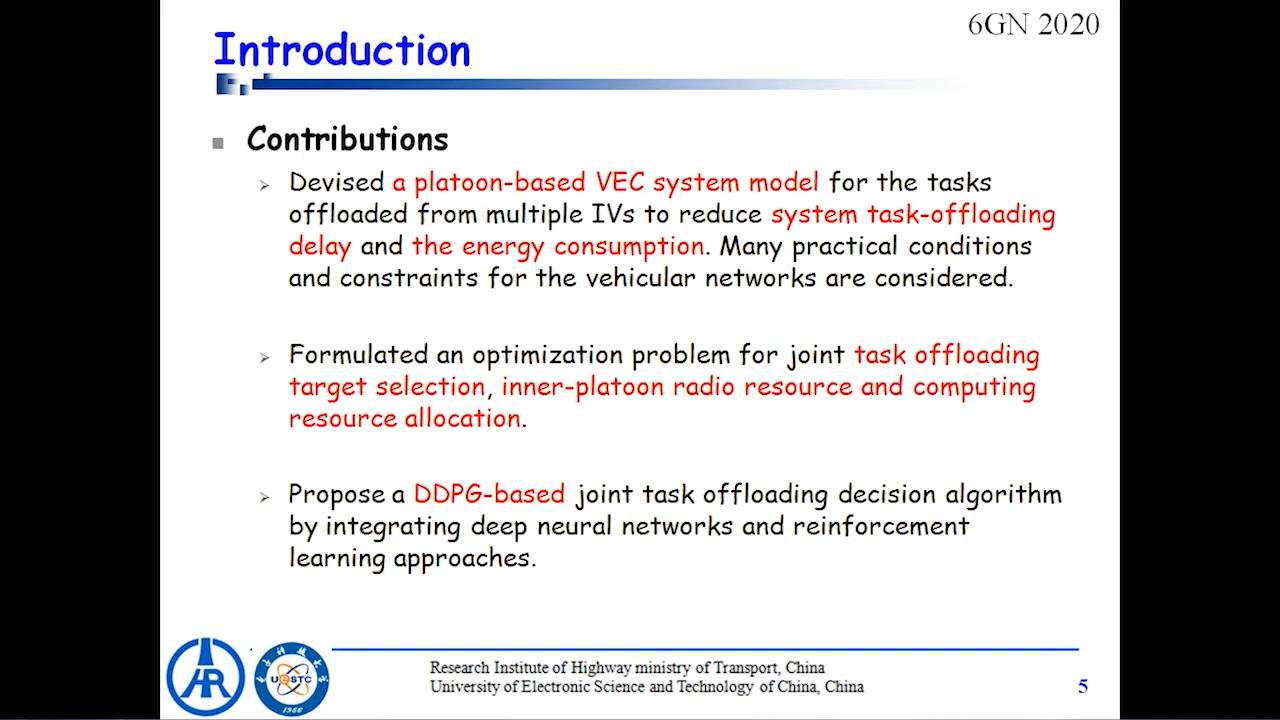 6GN 2020
Introduction
Contributions
Devised a platoon-based VEC system model for the tasks
offloaded from multiple IVs to reduce system task-offloading
delay and the energy consumption. Many practical conditions
and constraints for the vehicular networks are considered.
Formulated an optimization problem for joint task offloading
target selection, inner-platoon radio resource and computing
resource allocation.
Propose a DDPG-based joint task offloading decision algorithm
by integrating deep neural networks and reinforcement
learning approaches.
UESTC
1956
Research Institute of Highway ministry of Transport, China
University of Electronic Science and Technology of China, China
5